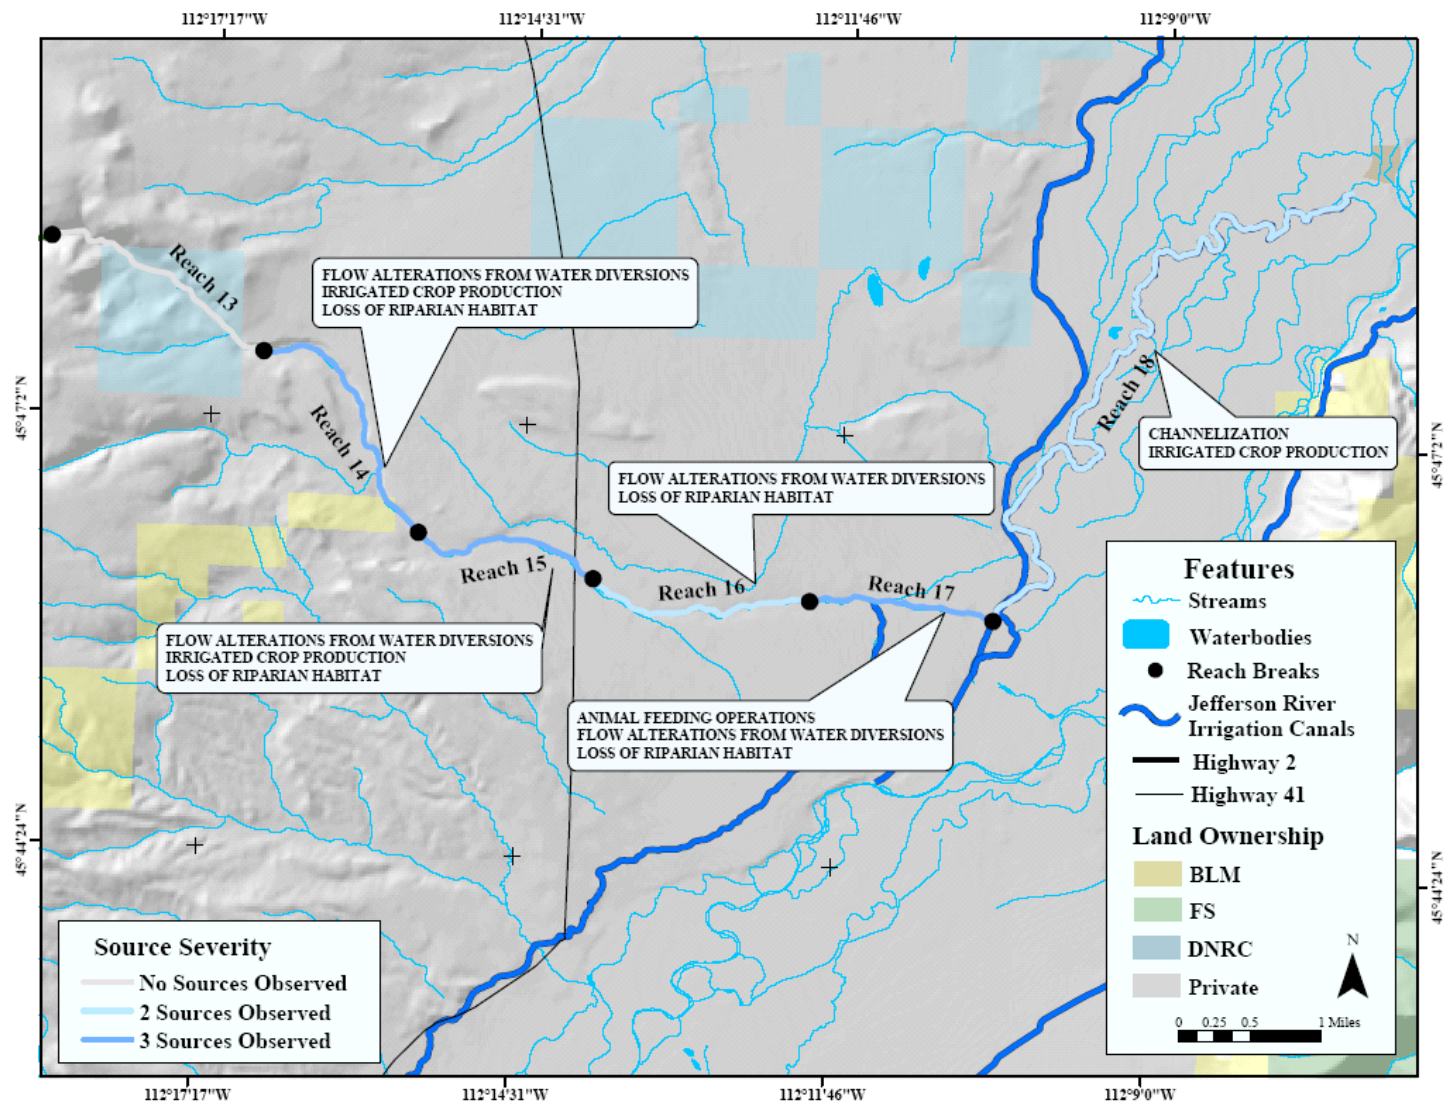 112°17'17"W
112°14'31"W
112°11'46"W
112°9'0"W
Reach 13
FLOW ALTERATIONS FROM WATER DIVERSIONS
IRRIGATED CROP PRODUCTION
LOSS OF RIPARIAN HABITAT
45°47'2"N
Reach 14
Reach 18
CHANNELIZATION
IRRIGATED CROP PRODUCTION
45°47'2"N
FLOW ALTERATIONS FROM WATER DIVERSIONS
LOSS OF RIPARIAN HABITAT
Reach 15
Reach 16
Reach 17
FLOW ALTERATIONS FROM WATER DIVERSIONS
IRRIGATED CROP PRODUCTION
LOSS OF RIPARIAN HABITAT
ANIMAL FEEDING OPERATIONS
FLOW ALTERATIONS FROM WATER DIVERSIONS
LOSS OF RIPARIAN HABITAT
Features
Streams
Waterbodies
Reach Breaks
Jefferson River
Irrigation Canals
Highway 2
Highway 41
Land Ownership
BLM
FS
DNRC
Private
N
0 0.25 0.5 1 Miles
45°44'24"N
45°44'24"N
Source Severity
No Sources Observed
2 Sources Observed
3 Sources Observed
112°17'17"W
112°14'31"W
112°11'46"W
112°9'0"W